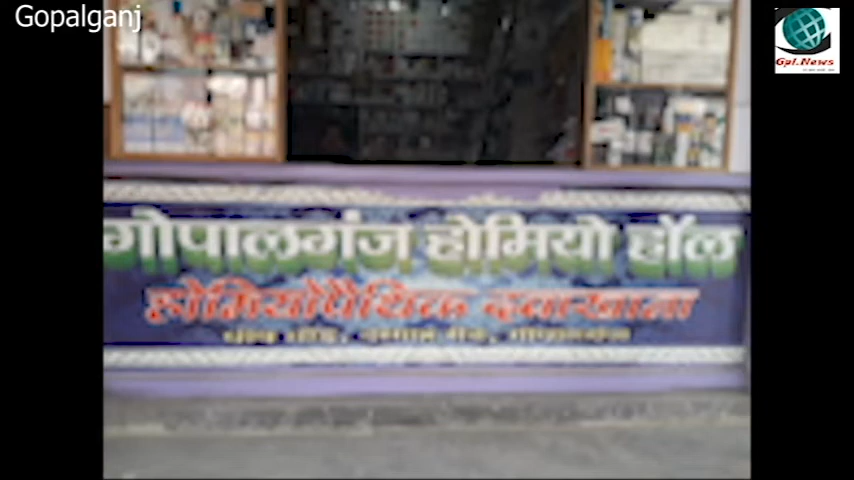 Gopalganj
Gpl.News
गोपालगंज होमियो हॉल
होमियोपैथिक दवाखाना